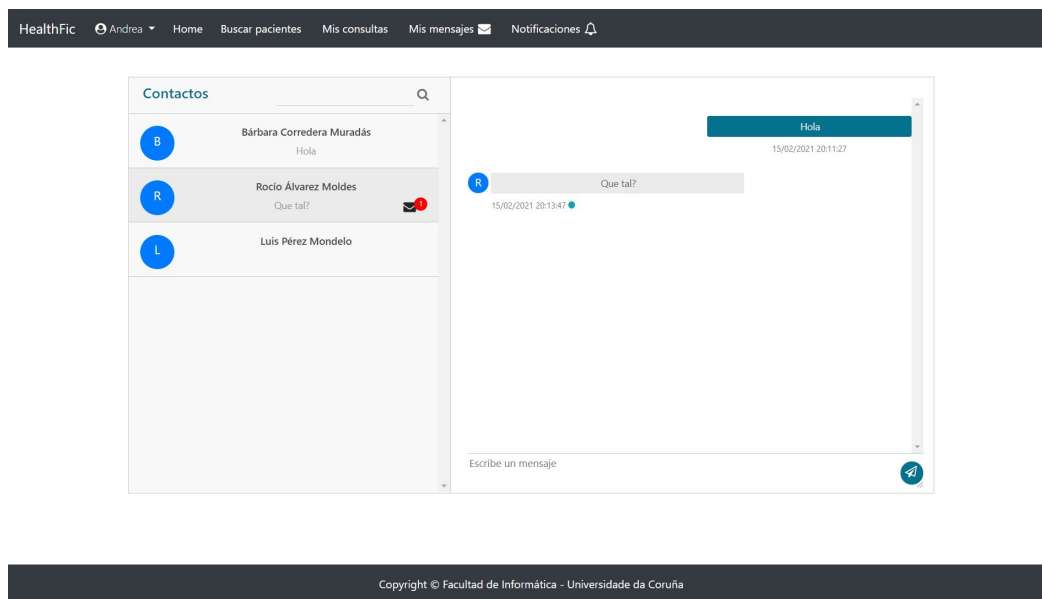 HealthFic Andrea Home Buscar pacientes Mis consultas Mis mensajes Notificaciones
Contactos
B
Bárbara Corredera Muradás
Hola
R
Rocío Álvarez Moldes
Que tal?
1
L
Luis Pérez Mondelo
Hola
15/02/2021 20:11:27
R
Que tal?
15/02/2021 20:13:47
Escribe un mensaje
Copyright © Facultad de Informática - Universidade da Coruña